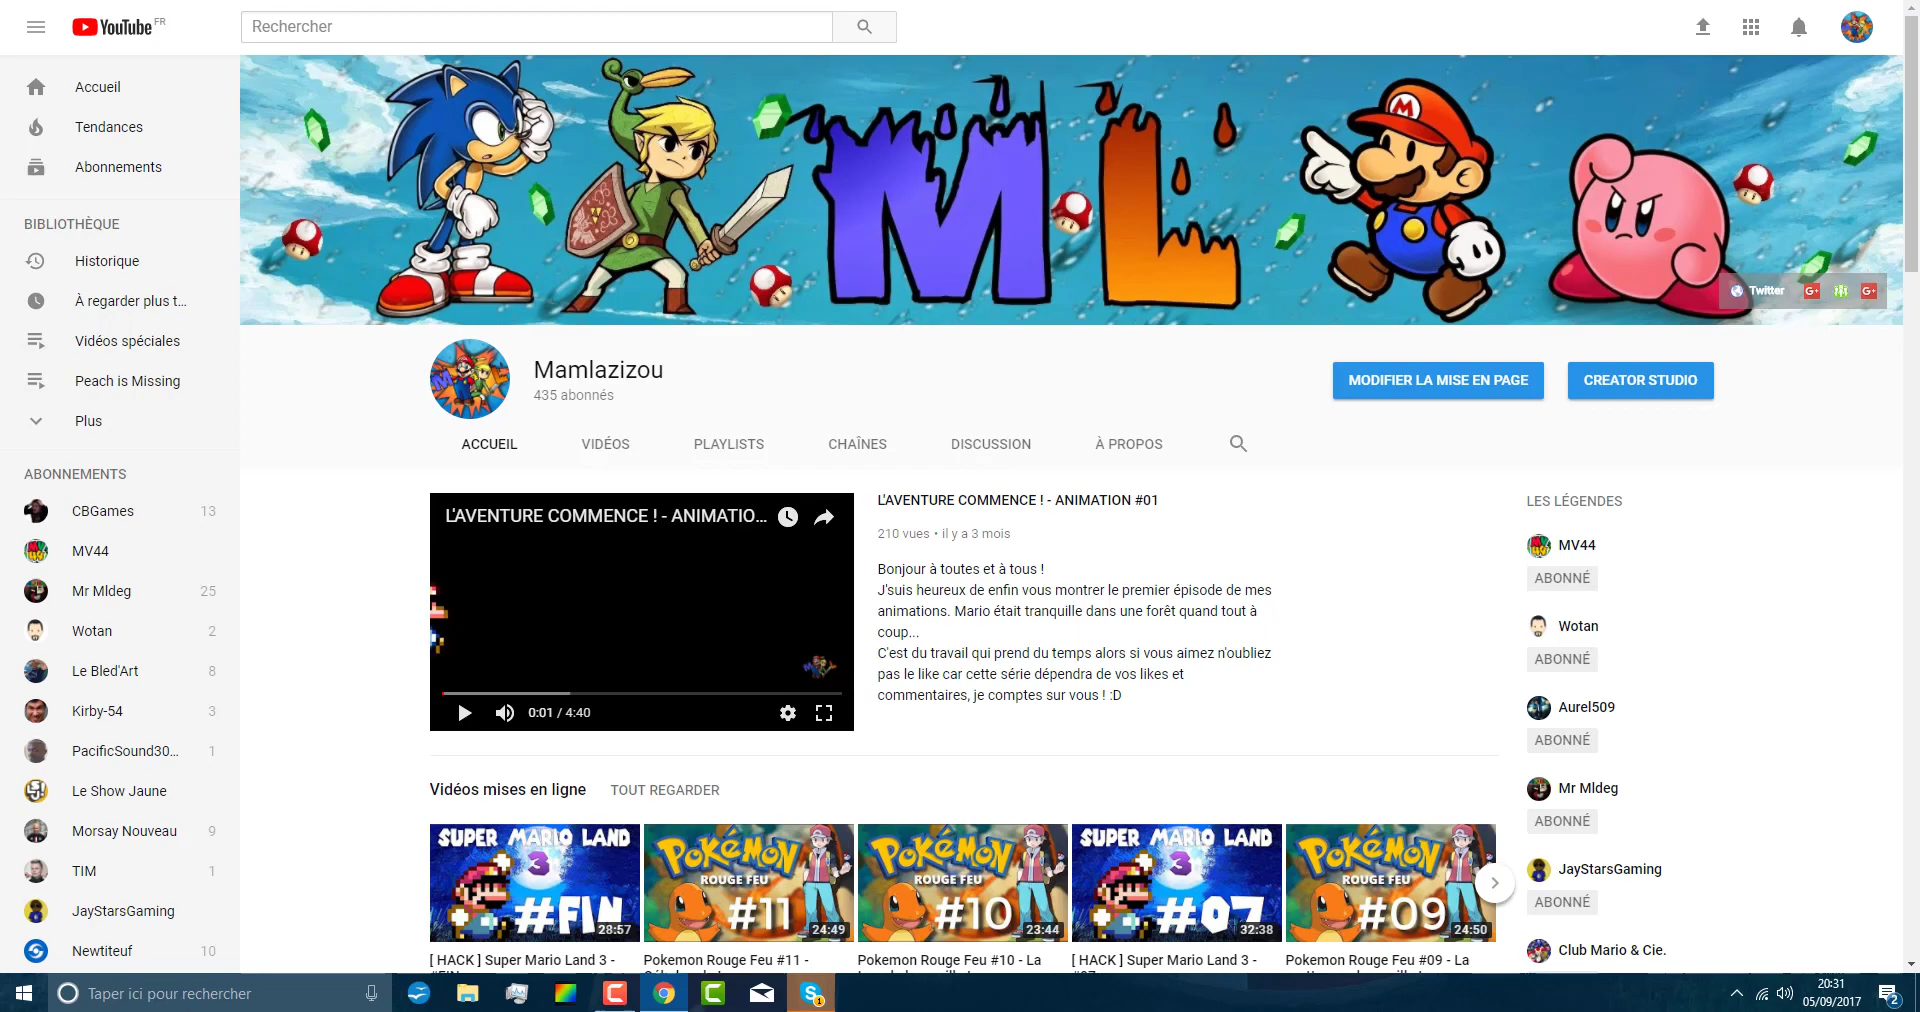 YouTube FR
Rechercher
Accueil
Tendances
Abonnements
BIBLIOTHÈQUE
Historique
À regarder plus t...
Vidéos spéciales
Peach is Missing
Plus
ABONNEMENTS
CBGames 13
MV44
Mr Mldeg 25
Wotan 2
Le Bled'Art 8
Kirby-54 3
PacificSound30... 1
Le Show Jaune
Morsay Nouveau 9
TIM 1
JayStarsGaming
Newtiteuf 10
M L
Twitter
Mamlazizou
435 abonnés
MODIFIER LA MISE EN PAGE
CREATOR STUDIO
ACCUEIL VIDÉOS PLAYLISTS CHAÎNES DISCUSSION À PROPOS
L'AVENTURE COMMENCE ! - ANIMATIO...
0:01 / 4:40
L'AVENTURE COMMENCE ! - ANIMATION #01
210 vues • il y a 3 mois
Bonjour à toutes et à tous !
J'suis heureux de enfin vous montrer le premier épisode de mes
animations. Mario était tranquille dans une forêt quand tout à
coup...
C'est du travail qui prend du temps alors si vous aimez n'oubliez
pas le like car cette série dépendra de vos likes et
commentaires, je comptes sur vous ! :D
LES LÉGENDES
MV44
ABONNÉ
Wotan
ABONNÉ
Aurel509
ABONNÉ
Mr Mldeg
ABONNÉ
JayStarsGaming
ABONNÉ
Club Mario & Cie.
Vidéos mises en ligne TOUT REGARDER
SUPER MARIO LAND
3
#FIN
28:57
[ HACK ] Super Mario Land 3 -
POKéMON
ROUGE FEU
#11
24:49
Pokemon Rouge Feu #11 -
POKéMON
ROUGE FEU
#10
23:44
Pokemon Rouge Feu #10 - La
SUPER MARIO LAND
3
#07
32:38
[ HACK ] Super Mario Land 3 -
POKéMON
ROUGE FEU
#09
24:50
Pokemon Rouge Feu #09 - La
Taper ici pour rechercher
20:31
05/09/2017
2